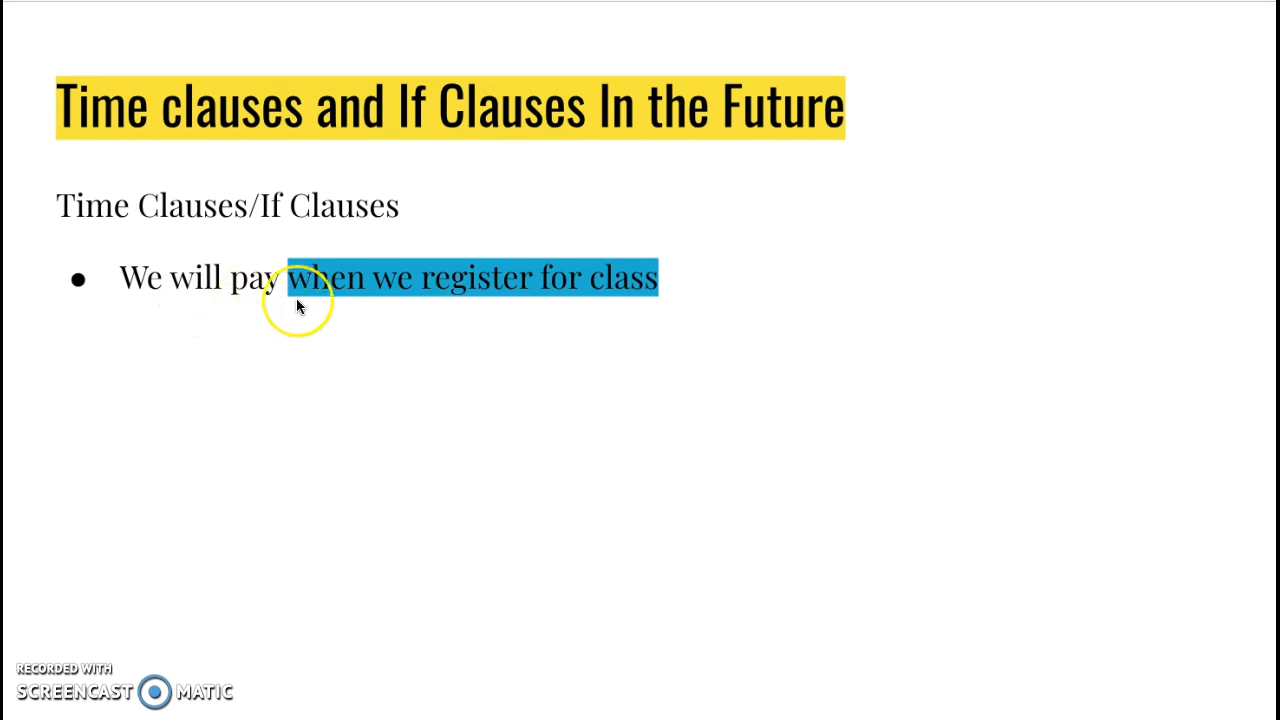 Time clauses and If Clauses In the Future
Time Clauses/If Clauses
● We will pay when we register for class
RECORDED WITH
SCREENCAST MATIC